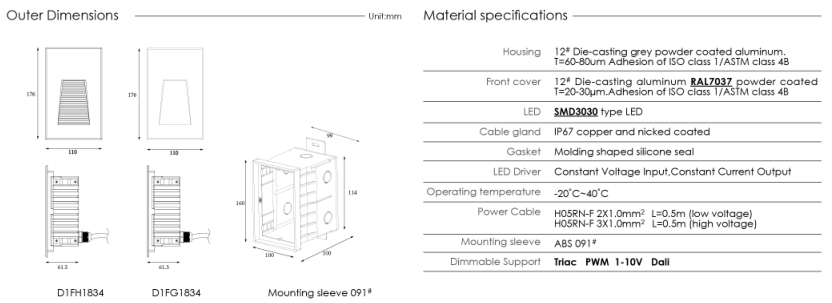 Outer Dimensions
Unit:mm
176
110
176
110
61.5
61.5
99
160
114
100
100
D1FH1834
D1FG1834
Mounting sleeve 091#
Material specifications
Housing 12# Die-casting grey powder coated aluminum.
T=60-80um Adhesion of ISO class 1/ASTM class 4B
Front cover 12# Die-casting aluminum RAL7037 powder coated
T=20-30µm.Adhesion of ISO class 1/ASTM class 4B
LED SMD3030 type LED
Cable gland IP67 copper and nicked coated
Gasket Molding shaped silicone seal
LED Driver Constant Voltage Input,Constant Current Output
Operating temperature -20˚C~40˚C
Power Cable H05RN-F 2X1.0mm² L=0.5m (low voltage)
H05RN-F 3X1.0mm² L=0.5m (high voltage)
Mounting sleeve ABS 091#
Dimmable Support Triac PWM 1-10V Dali